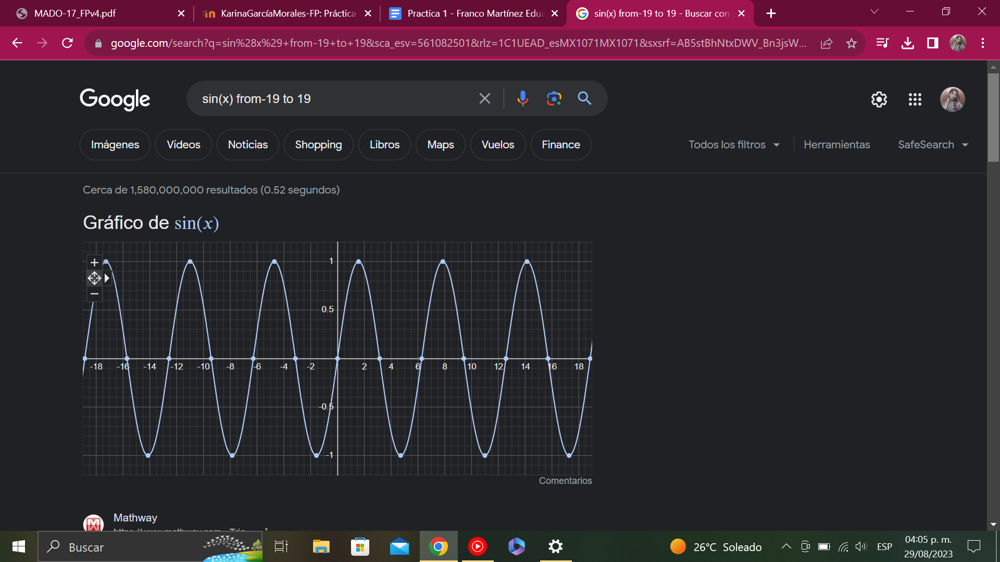 MADO-17_FPv4.pdf
KarinaGarcíaMorales-FP: Práctica
Practica 1 - Franco Martínez Edua
sin(x) from-19 to 19 - Buscar con
google.com/search?q=sin%28x%29+from-19+to+19&sca_esv=561082501&rlz=1C1UEAD_esMX1071MX1071&sxsrf=AB5stBhNtxDWV_Bn3jsW...
Google
sin(x) from-19 to 19
Imágenes
Vídeos
Noticias
Shopping
Libros
Maps
Vuelos
Finance
Todos los filtros
Herramientas
SafeSearch
Cerca de 1,580,000,000 resultados (0.52 segundos)
Gráfico de sin(x)
1
0.5
-18 -16 -14 -12 -10 -8 -6 -4 -2 2 4 6 8 10 12 14 16 18
-0.5
-1
Comentarios
Mathway
Buscar
26°C Soleado
ESP
04:05 p. m.
29/08/2023